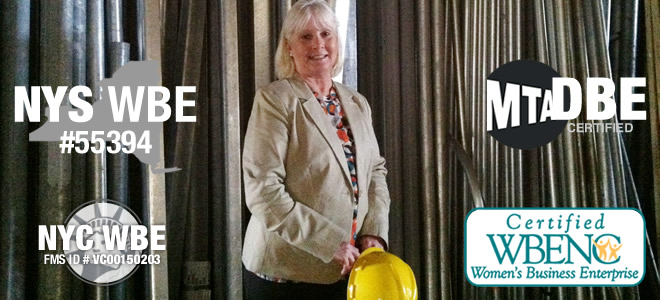 NYS WBE
#55394
NYC WBE
FMS ID # VC00150203
MTA DBE
CERTIFIED
Certified
WBENC
Women's Business Enterprise